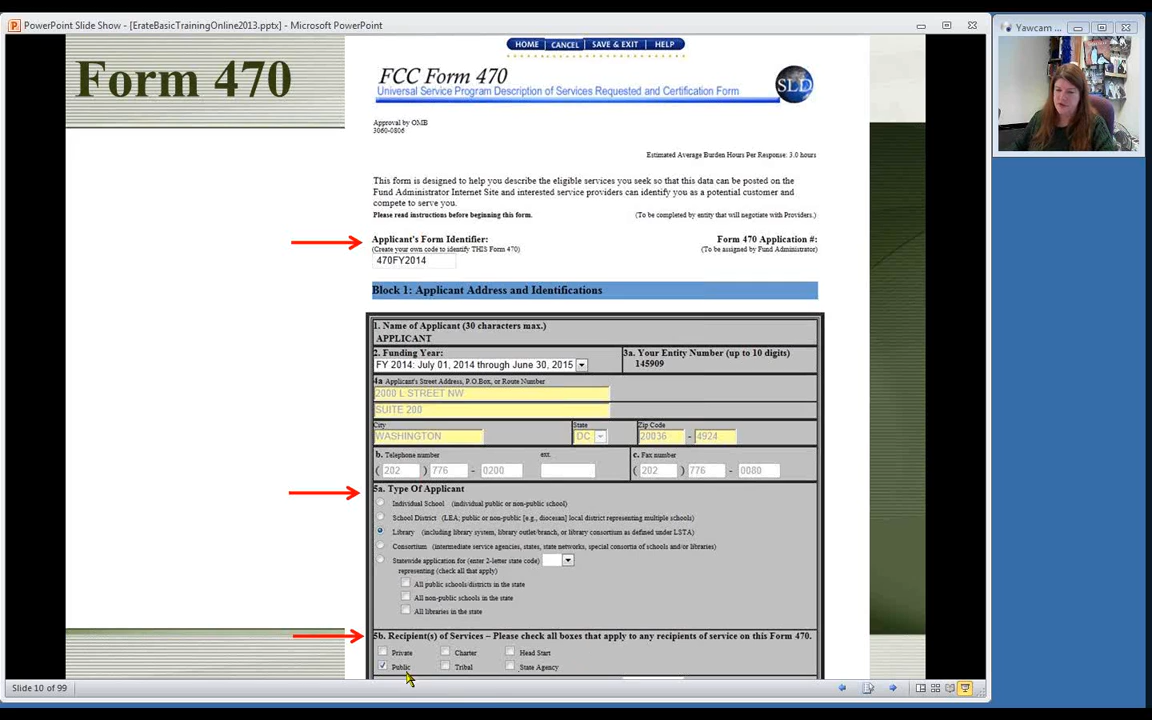 PowerPoint Slide Show - [ErateBasicTrainingOnline2013.pptx] - Microsoft PowerPoint
Yawcam ...
Form 470
HOME CANCEL SAVE & EXIT HELP
FCC Form 470
Universal Service Program Description of Services Requested and Certification Form
SLD
Approval by OMB
3060-0806
Estimated Average Burden Hours Per Response: 3.0 hours
This form is designed to help you describe the eligible services you seek so that this data can be posted on the
Fund Administrator Internet Site and interested service providers can identify you as a potential customer and
compete to serve you.
Please read instructions before beginning this form. (To be completed by entity that will negotiate with Providers.)
Applicant's Form Identifier: Form 470 Application #:
(Create your own code to identify THIS Form 470) (To be assigned by Fund Administrator)
470FY2014
Block 1: Applicant Address and Identifications
1. Name of Applicant (30 characters max.)
APPLICANT
2. Funding Year: 3a. Your Entity Number (up to 10 digits)
FY 2014: July 01, 2014 through June 30, 2015 145909
4a Applicant's Street Address, P.O.Box, or Route Number
2000 L STREET NW
SUITE 200
City State Zip Code
WASHINGTON DC 20036 - 4924
b. Telephone number ext. c. Fax number
( 202 ) 776 - 0200 ( 202 ) 776 - 0080
5a. Type Of Applicant
Individual School (individual public or non-public school)
School District (LEA; public or non-public [e.g., diocesan] local district representing multiple schools)
Library (including library system, library outlet/branch, or library consortium as defined under LSTA)
Consortium (intermediate service agencies, states, state networks, special consortia of schools and/or libraries)
Statewide application for (enter 2-letter state code)
representing (check all that apply)
All public schools/districts in the state
All non-public schools in the state
All libraries in the state
5b. Recipient(s) of Services – Please check all boxes that apply to any recipients of service on this Form 470.
Private Charter Head Start
Public Tribal State Agency
Slide 10 of 99